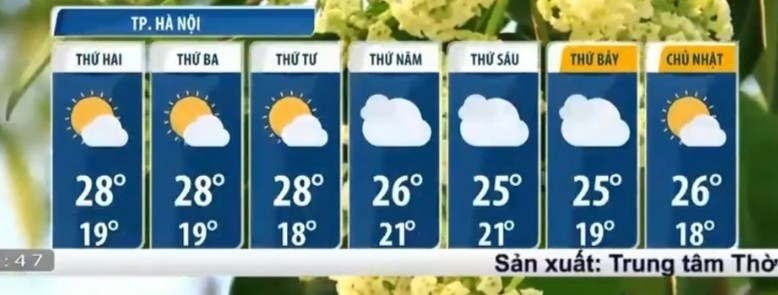 TP. HÀ NỘI
THỨ HAI THỨ BA THỨ TƯ THỨ NĂM THỨ SÁU THỨ BẢY CHỦ NHẬT
28° 28° 28° 26° 25° 25° 26°
19° 19° 18° 21° 21° 19° 18°
:47
Sản xuất: Trung tâm Thờ